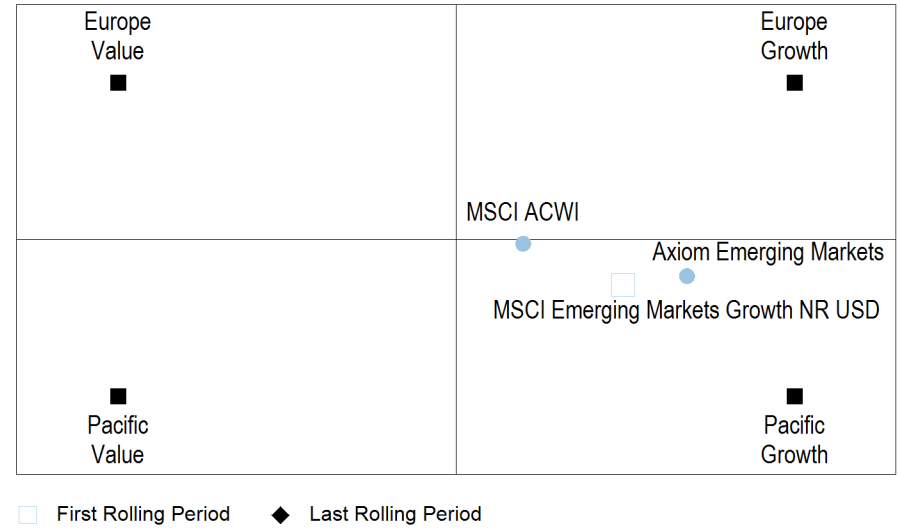 Europe
Value
Europe
Growth
MSCI ACWI
Axiom Emerging Markets
MSCI Emerging Markets Growth NR USD
Pacific
Value
Pacific
Growth
First Rolling Period
Last Rolling Period